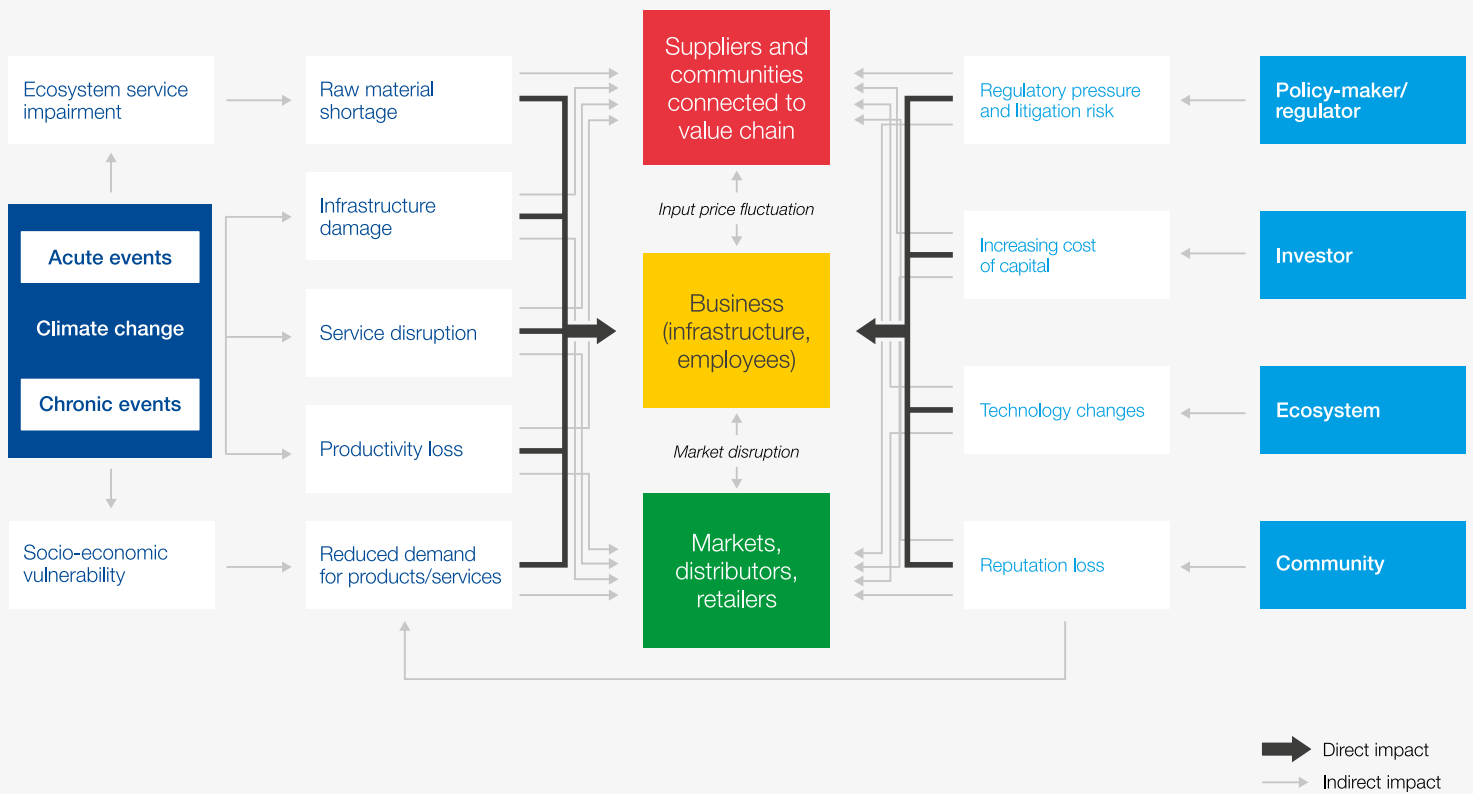 Ecosystem service
impairment
Acute events
Climate change
Chronic events
Socio-economic
vulnerability
Raw material
shortage
Infrastructure
damage
Service disruption
Productivity loss
Reduced demand
for products/services
Suppliers and
communities
connected to
value chain
Input price fluctuation
Business
(infrastructure,
employees)
Market disruption
Markets,
distributors,
retailers
Regulatory pressure
and litigation risk
Increasing cost
of capital
Technology changes
Reputation loss
Policy-maker/
regulator
Investor
Ecosystem
Community
Direct impact
Indirect impact